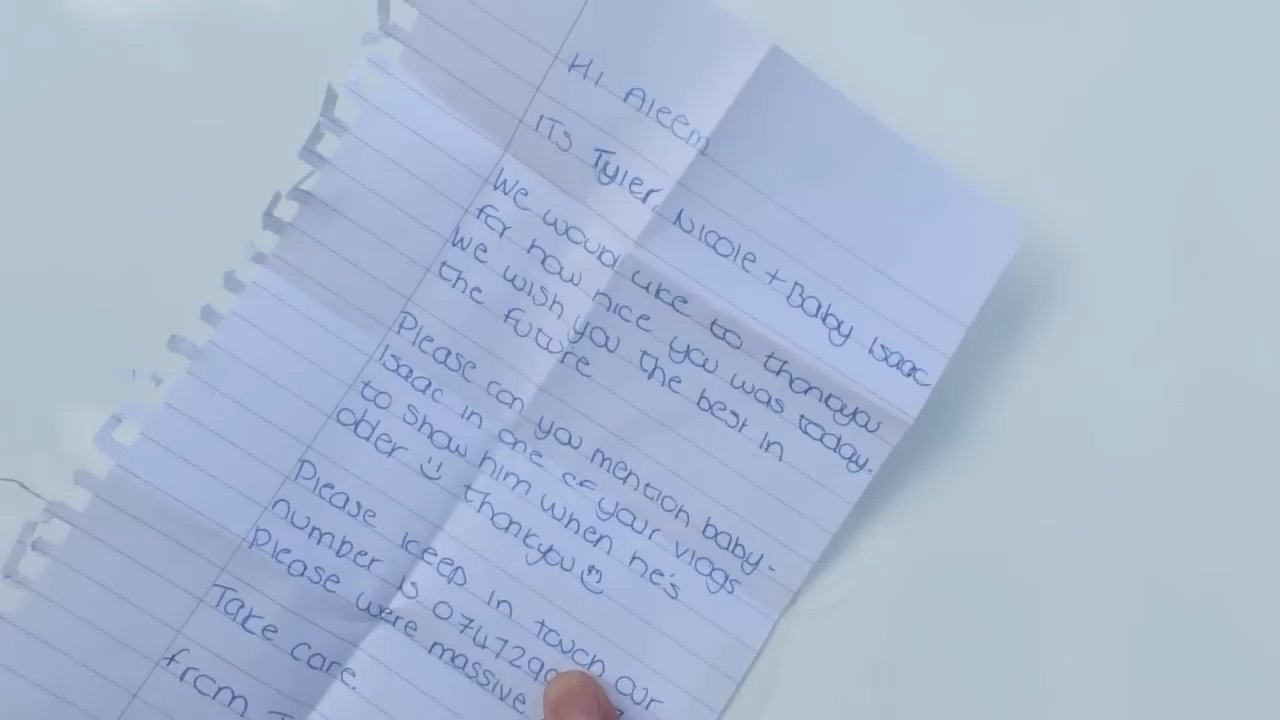 Hi Aleem
ITS Tyler, Nicole + Baby Isaac
We would like to thankyou
for how nice you was today.
We wish you the best in
the future
Please can you mention baby-
Isaac in one of your vlogs
to show him when he's
older :) thankyou :)
Please keep in touch our
number is 0747290
Please were massive
Take care.
from